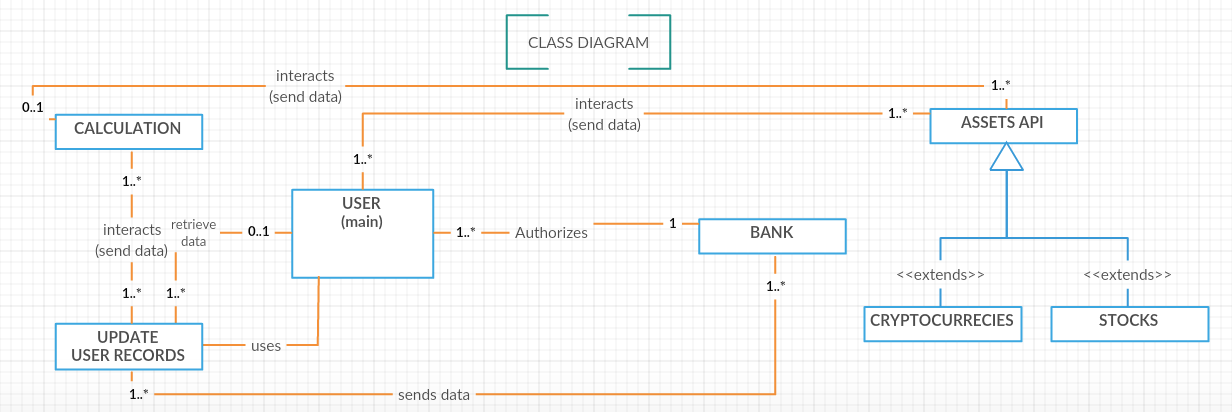 CLASS DIAGRAM
interacts
(send data)
1..*
0..1
interacts
(send data)
1..*
CALCULATION
ASSETS API
1..*
1..*
USER
(main)
interacts
(send data)
retrieve
data
0..1
1..*
Authorizes
1
BANK
<<extends>>
<<extends>>
1..*
1..*
1..*
CRYPTOCURRECIES
STOCKS
UPDATE
USER RECORDS
uses
1..*
sends data